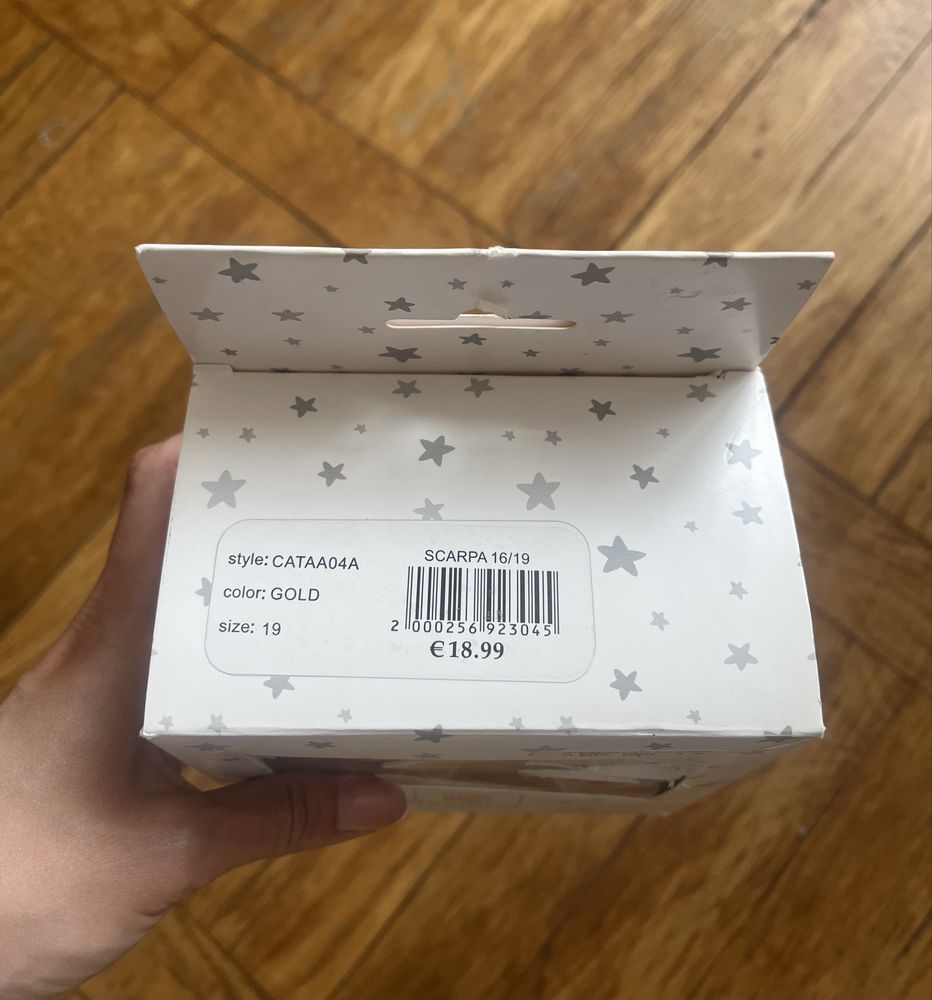 style: CATAA04A
color: GOLD
size: 19
SCARPA 16/19
2 000256 923045
€18.99